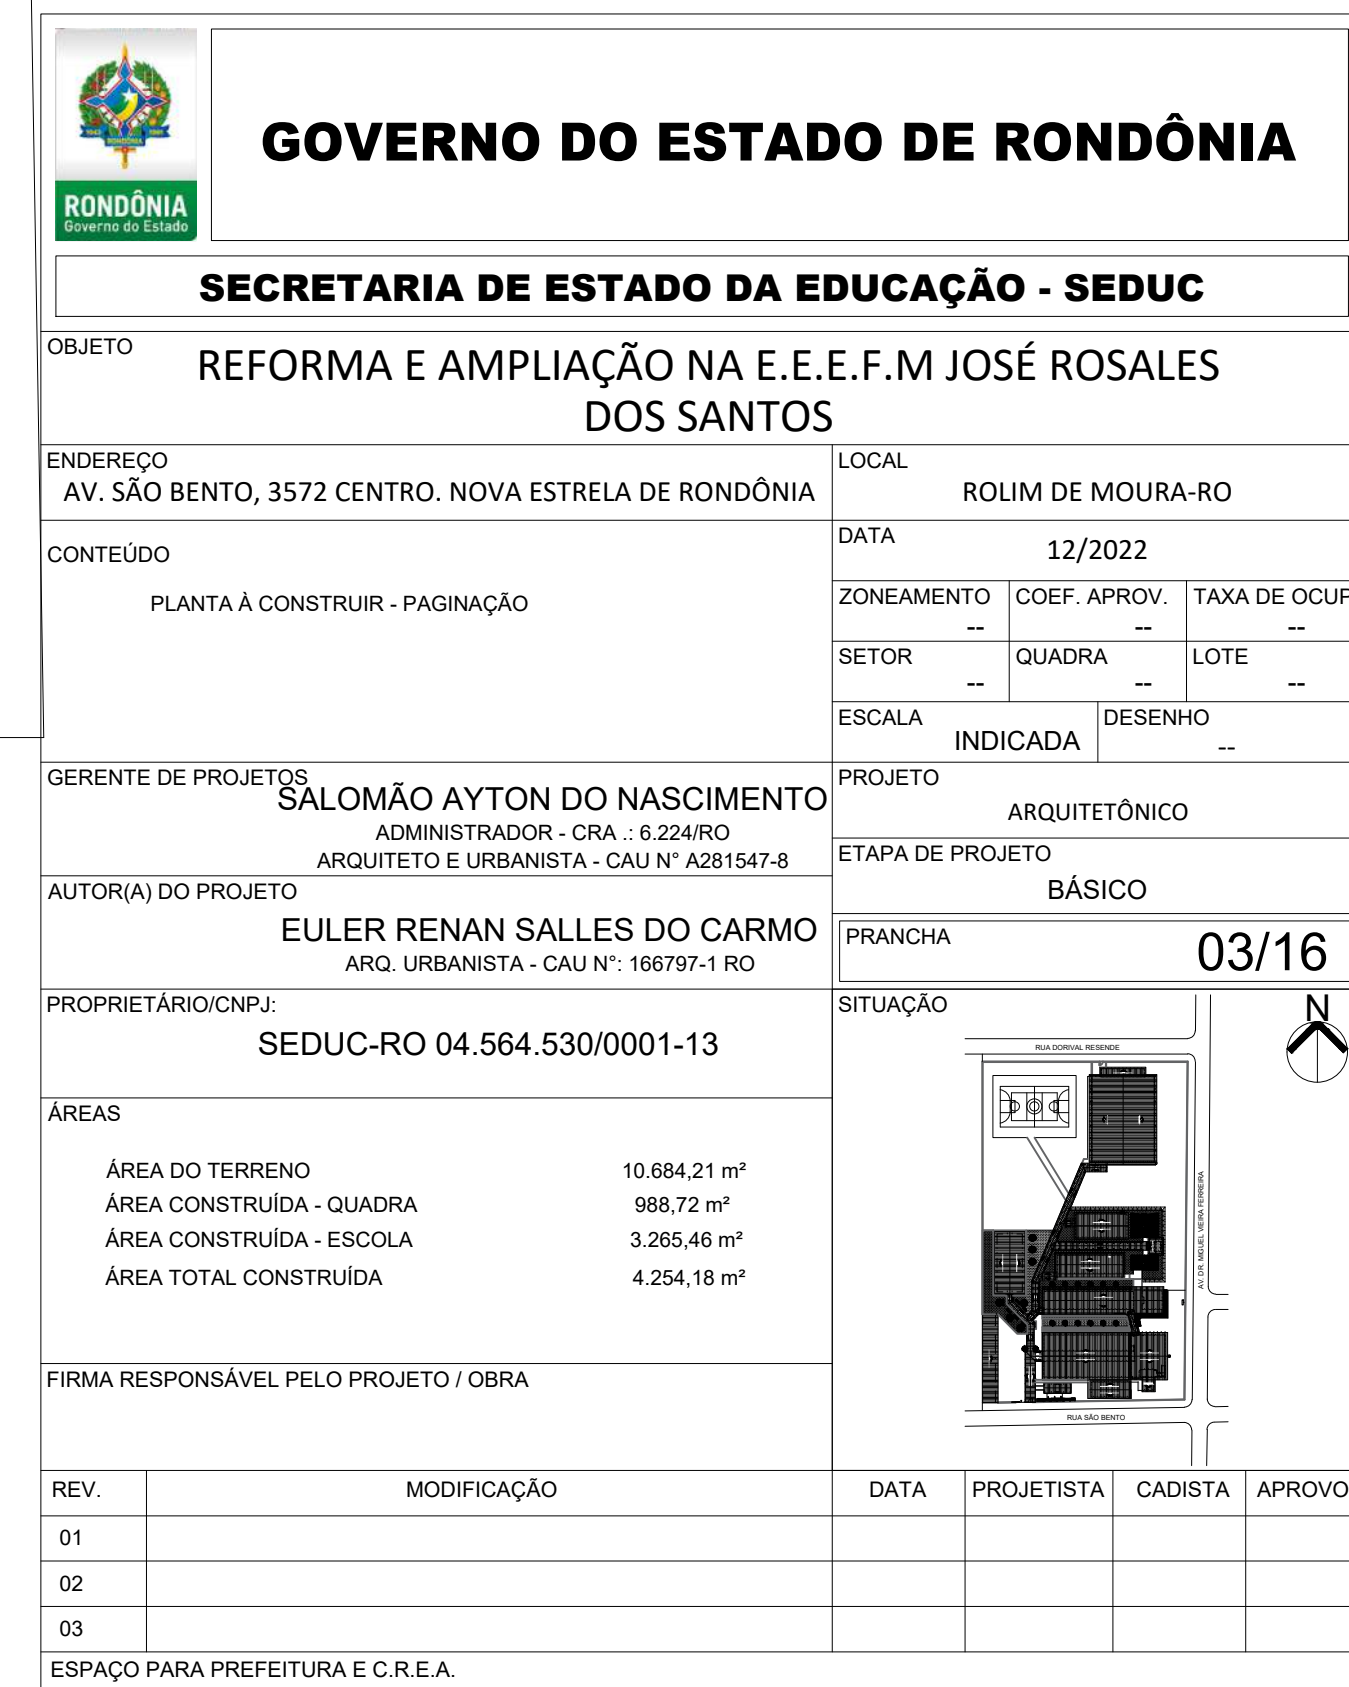 RONDÔNIA
Governo do Estado
GOVERNO DO ESTADO DE RONDÔNIA
SECRETARIA DE ESTADO DA EDUCAÇÃO - SEDUC
OBJETO
REFORMA E AMPLIAÇÃO NA E.E.E.F.M JOSÉ ROSALES
DOS SANTOS
ENDEREÇO
AV. SÃO BENTO, 3572 CENTRO. NOVA ESTRELA DE RONDÔNIA
LOCAL
ROLIM DE MOURA-RO
CONTEÚDO
PLANTA À CONSTRUIR - PAGINAÇÃO
DATA
12/2022
ZONEAMENTO COEF. APROV. TAXA DE OCUP
-- -- --
SETOR QUADRA LOTE
-- -- --
ESCALA
INDICADA
DESENHO
--
GERENTE DE PROJETOS
SALOMÃO AYTON DO NASCIMENTO
ADMINISTRADOR - CRA .: 6.224/RO
ARQUITETO E URBANISTA - CAU N° A281547-8
PROJETO
ARQUITETÔNICO
ETAPA DE PROJETO
BÁSICO
AUTOR(A) DO PROJETO
EULER RENAN SALLES DO CARMO
ARQ. URBANISTA - CAU N°: 166797-1 RO
PRANCHA
03/16
PROPRIETÁRIO/CNPJ:
SEDUC-RO 04.564.530/0001-13
SITUAÇÃO
N
RUA DORIVAL RESENDE
AV. DR. MIGUEL VIEIRA FERREIRA
RUA SÃO BENTO
ÁREAS
ÁREA DO TERRENO 10.684,21 m²
ÁREA CONSTRUÍDA - QUADRA 988,72 m²
ÁREA CONSTRUÍDA - ESCOLA 3.265,46 m²
ÁREA TOTAL CONSTRUÍDA 4.254,18 m²
FIRMA RESPONSÁVEL PELO PROJETO / OBRA
REV. MODIFICAÇÃO DATA PROJETISTA CADISTA APROVO
01
02
03
ESPAÇO PARA PREFEITURA E C.R.E.A.